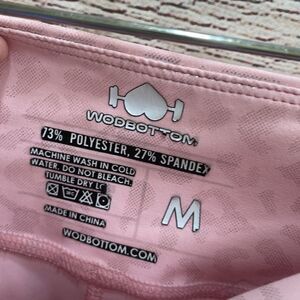 WODBOTTOM
73% POLYESTER, 27% SPANDEX
MACHINE WASH IN COLD
WATER. DO NOT BLEACH.
TUMBLE DRY
M
MADE IN CHINA
WODBOTTOM.COM